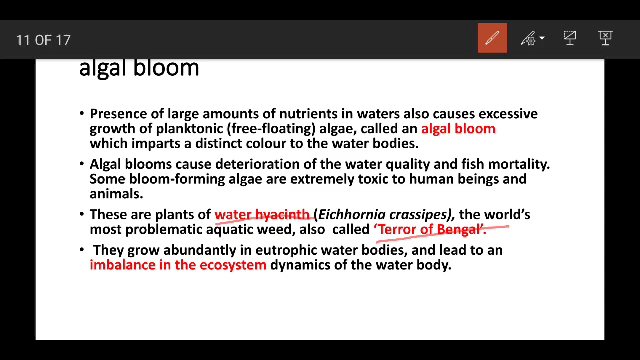 11 OF 17
algal bloom
• Presence of large amounts of nutrients in waters also causes excessive
growth of planktonic (free-floating) algae, called an algal bloom
which imparts a distinct colour to the water bodies.
• Algal blooms cause deterioration of the water quality and fish mortality.
Some bloom-forming algae are extremely toxic to human beings and
animals.
• These are plants of water hyacinth (Eichhornia crassipes), the world's
most problematic aquatic weed, also called 'Terror of Bengal'.
• They grow abundantly in eutrophic water bodies, and lead to an
imbalance in the ecosystem dynamics of the water body.